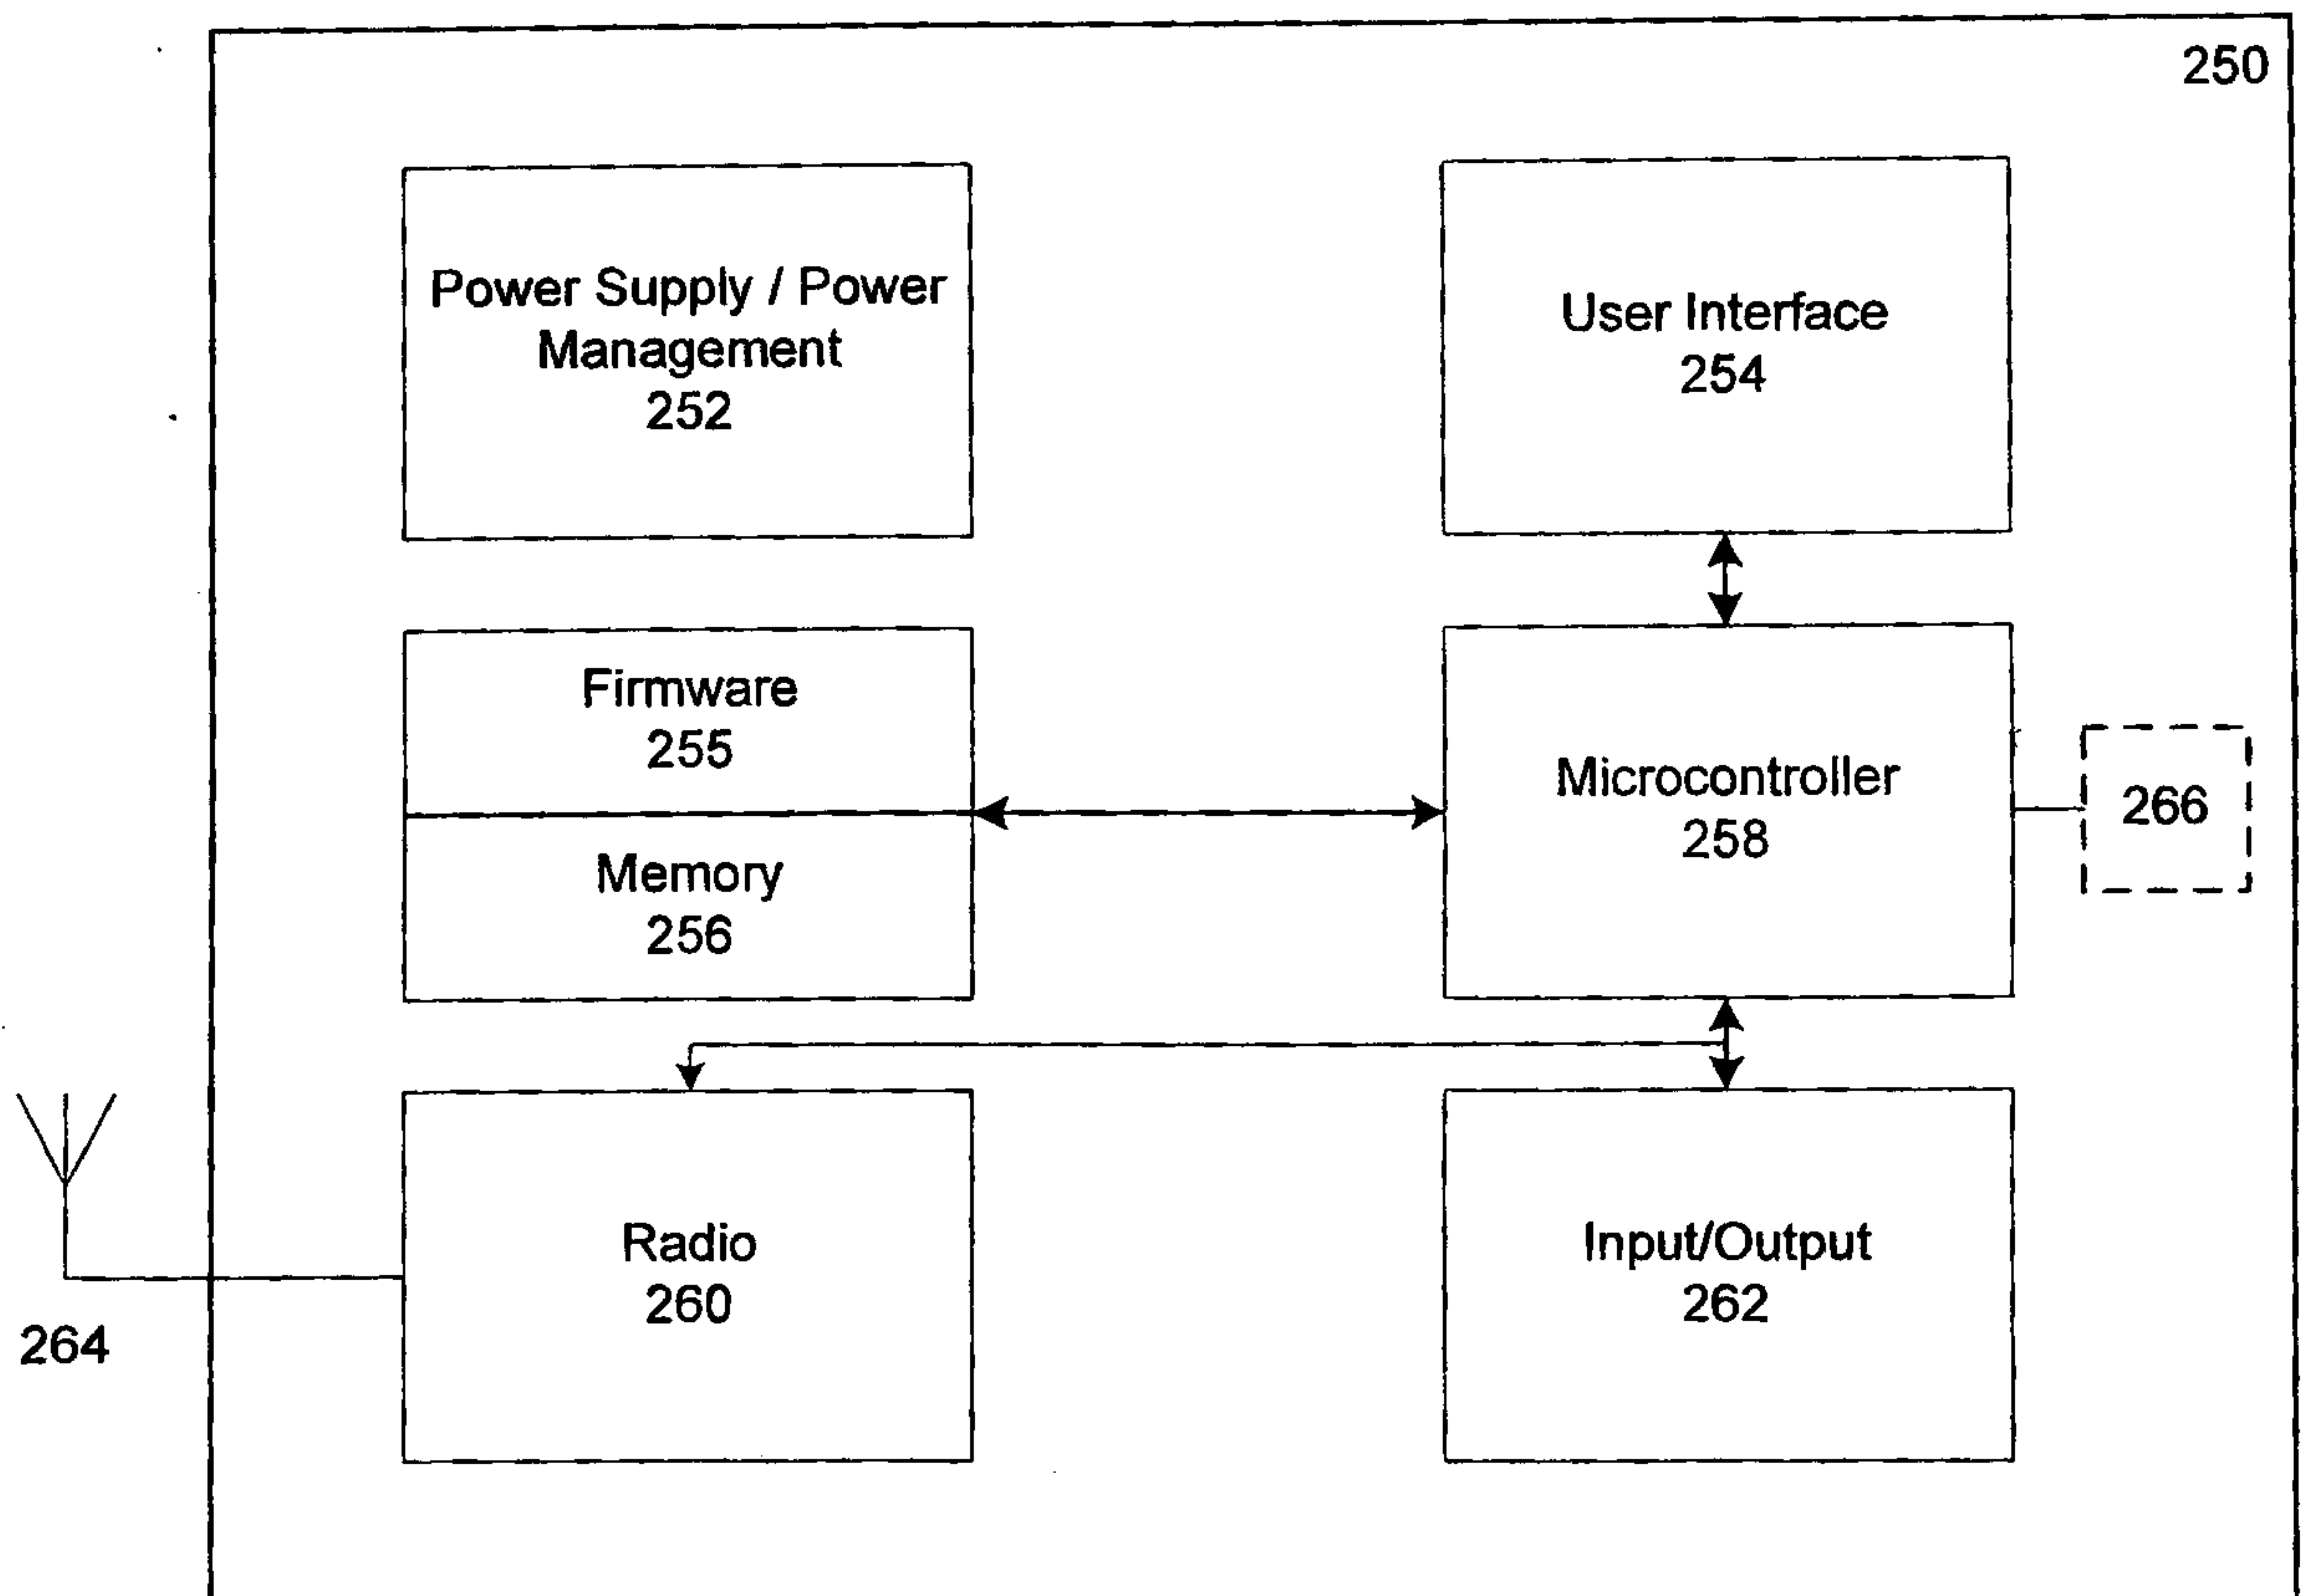 250
Power Supply / Power
Management
252
User Interface
254
Firmware
255
Memory
256
Microcontroller
258
266
Radio
260
Input/Output
262
264